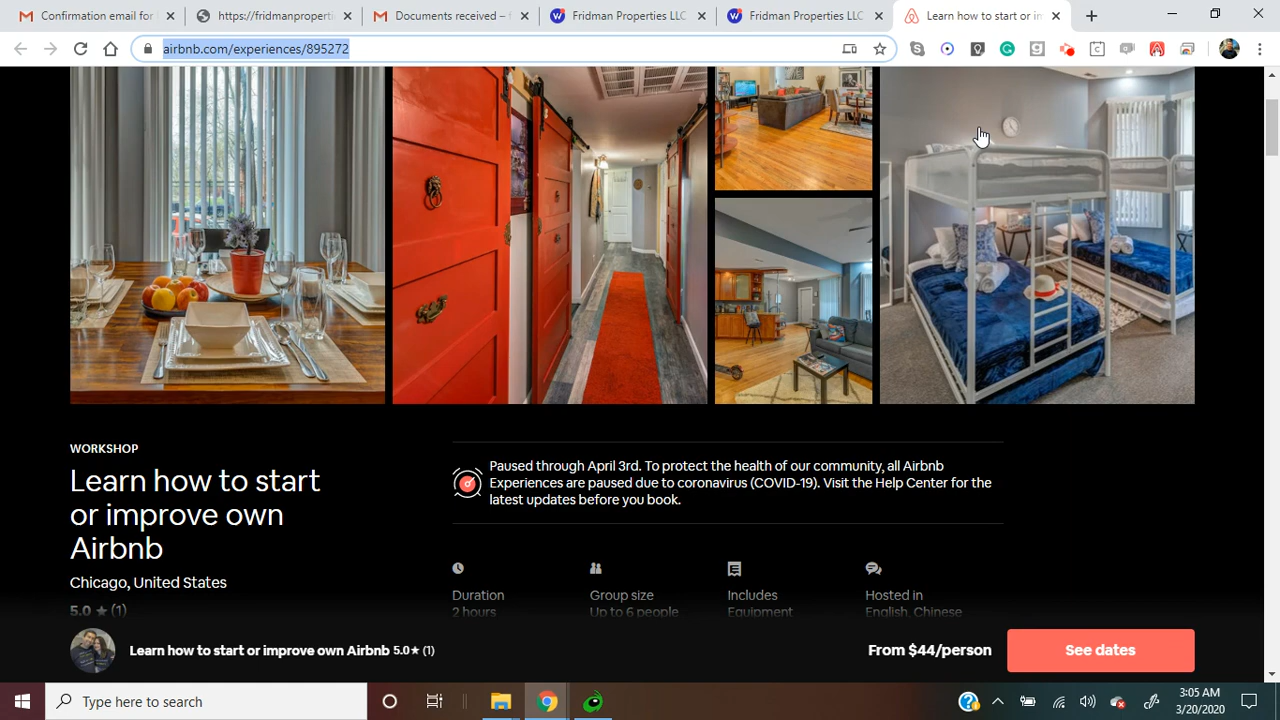 Confirmation email for
https://fridmanproperti
Documents received – f
Fridman Properties LLC
Fridman Properties LLC
Learn how to start or im
airbnb.com/experiences/895272
WORKSHOP
Learn how to start
or improve own
Airbnb
Chicago, United States
5.0 ★ (1)
Paused through April 3rd. To protect the health of our community, all Airbnb
Experiences are paused due to coronavirus (COVID-19). Visit the Help Center for the
latest updates before you book.
Duration
2 hours
Group size
Up to 6 people
Includes
Equipment
Hosted in
English, Chinese
Learn how to start or improve own Airbnb 5.0★ (1)
From $44/person
See dates
Type here to search
3:05 AM
3/20/2020